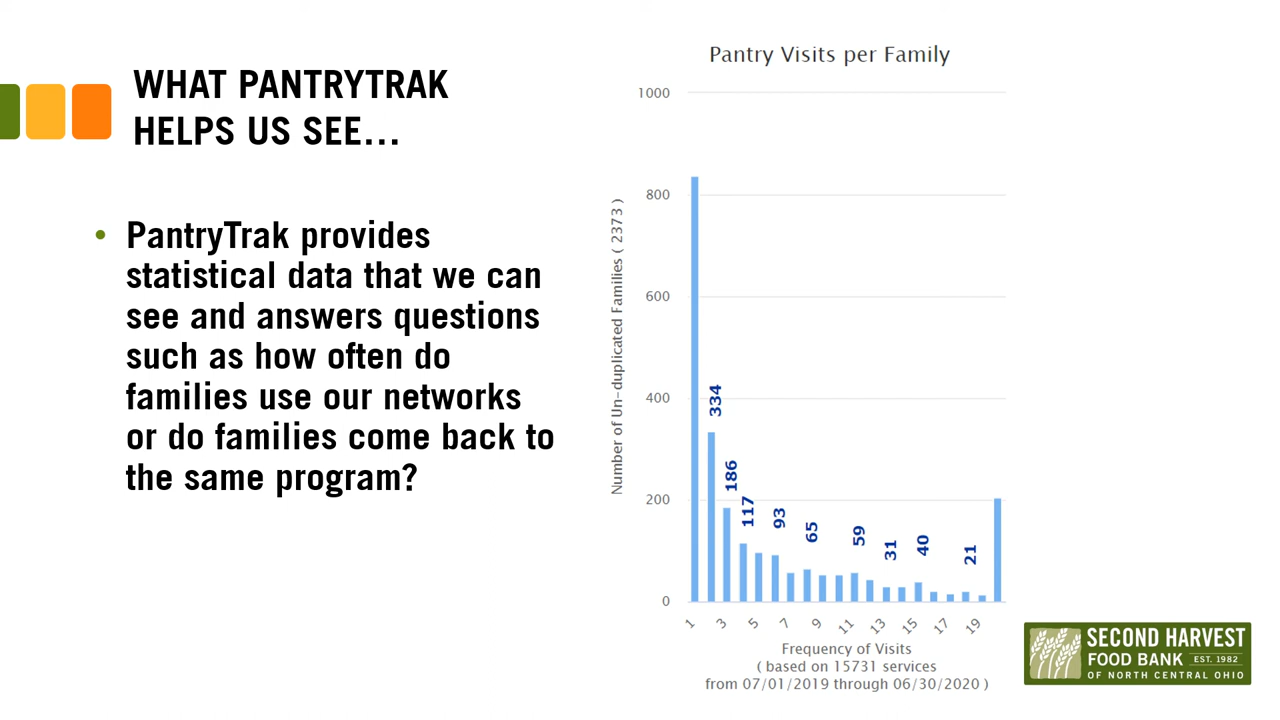 WHAT PANTRYTRAK
HELPS US SEE…
• PantryTrak provides
statistical data that we can
see and answers questions
such as how often do
families use our networks
or do families come back to
the same program?
Pantry Visits per Family
1000
800
600
400
200
0
Number of Un-duplicated Families ( 2373 )
334
186
117
93
65
59
31
40
21
1
3
5
7
9
11
13
15
17
19
Frequency of Visits
( based on 15731 services
from 07/01/2019 through 06/30/2020 )
SECOND HARVEST
FOOD BANK EST. 1982
OF NORTH CENTRAL OHIO